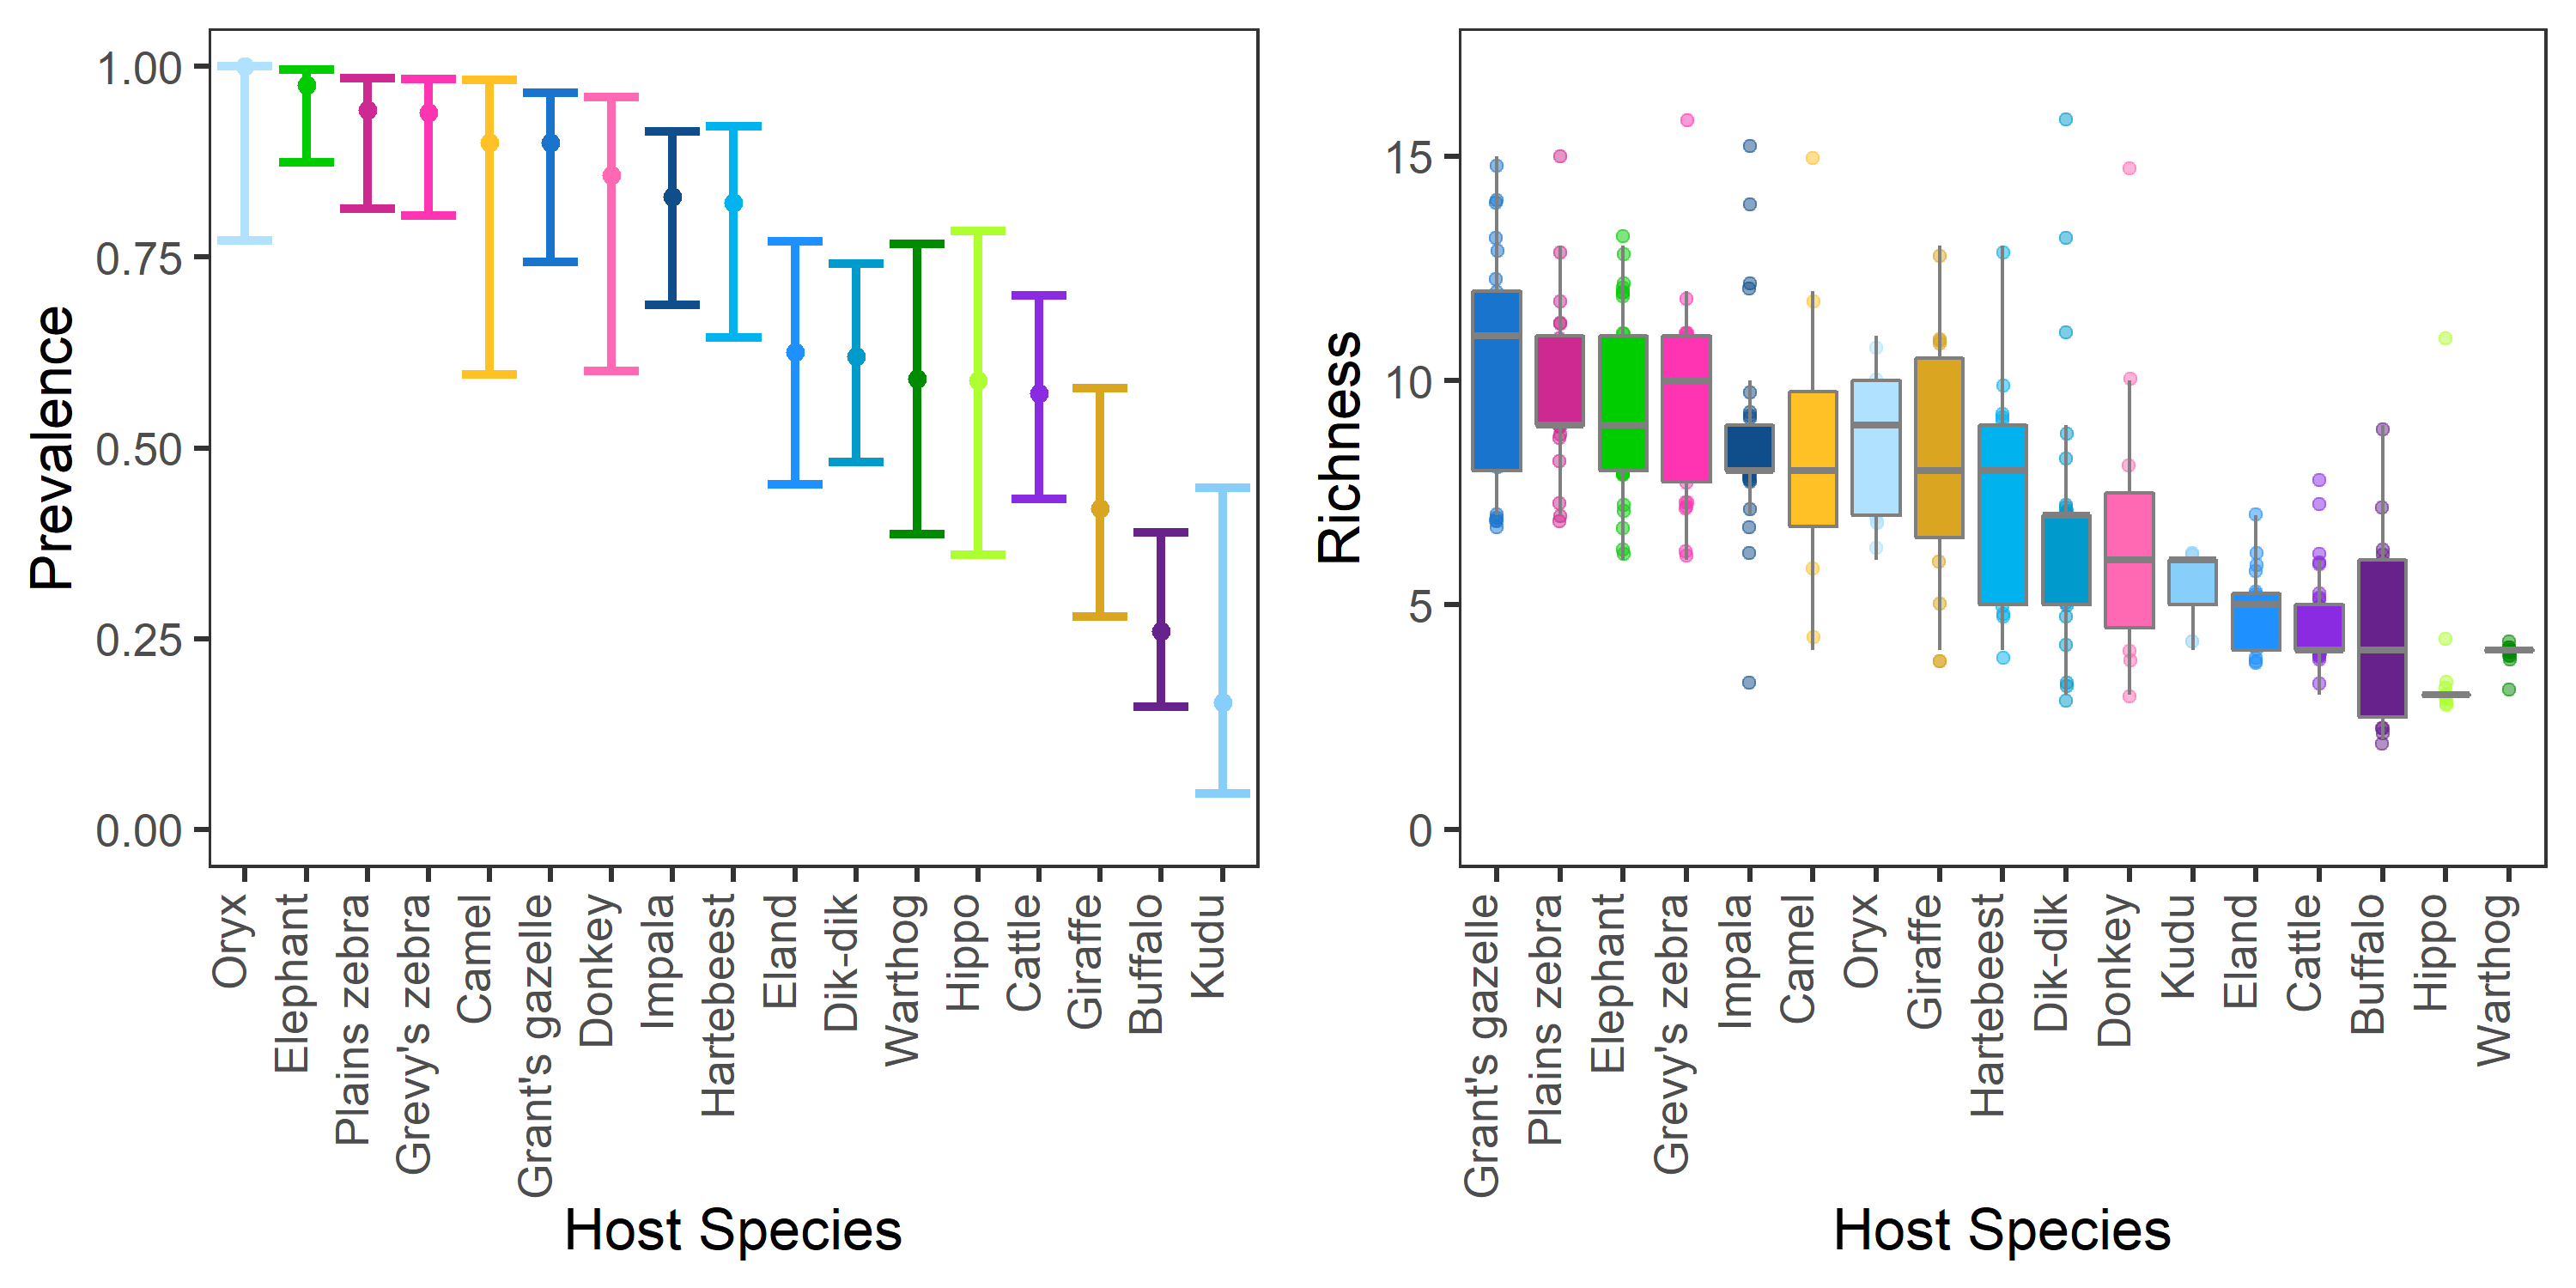 Prevalence
1.00
0.75
0.50
0.25
0.00
Oryx
Elephant
Plains zebra
Grevy's zebra
Camel
Grant's gazelle
Donkey
Impala
Hartebeest
Eland
Dik-dik
Warthog
Hippo
Cattle
Giraffe
Buffalo
Kudu
Host Species
Richness
15
10
5
0
Grant's gazelle
Plains zebra
Elephant
Grevy's zebra
Impala
Camel
Oryx
Giraffe
Hartebeest
Dik-dik
Donkey
Kudu
Eland
Cattle
Buffalo
Hippo
Warthog
Host Species